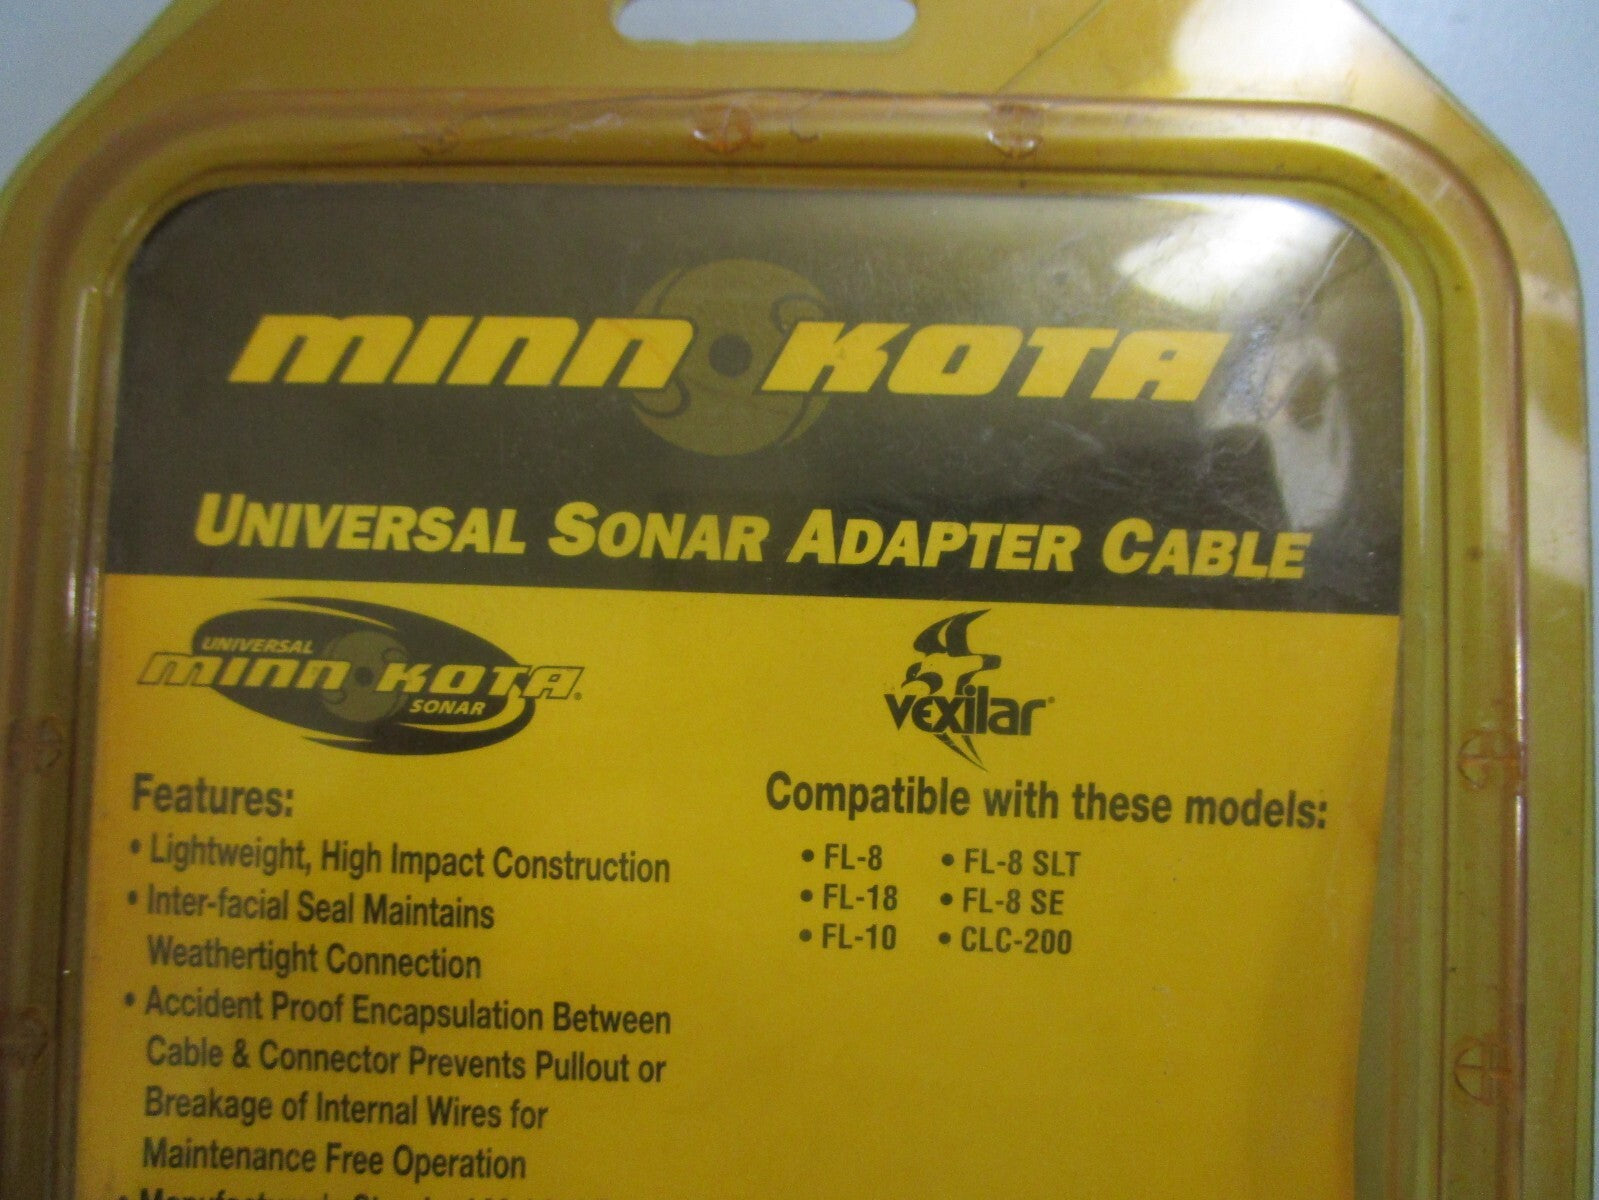 MINN KOTA
UNIVERSAL SONAR ADAPTER CABLE
UNIVERSAL
MINN KOTA®
SONAR
Vexilar®
Features:
• Lightweight, High Impact Construction
• Inter-facial Seal Maintains
Weathertight Connection
• Accident Proof Encapsulation Between
Cable & Connector Prevents Pullout or
Breakage of Internal Wires for
Maintenance Free Operation
Compatible with these models:
• FL-8
• FL-18
• FL-10
• FL-8 SLT
• FL-8 SE
• CLC-200